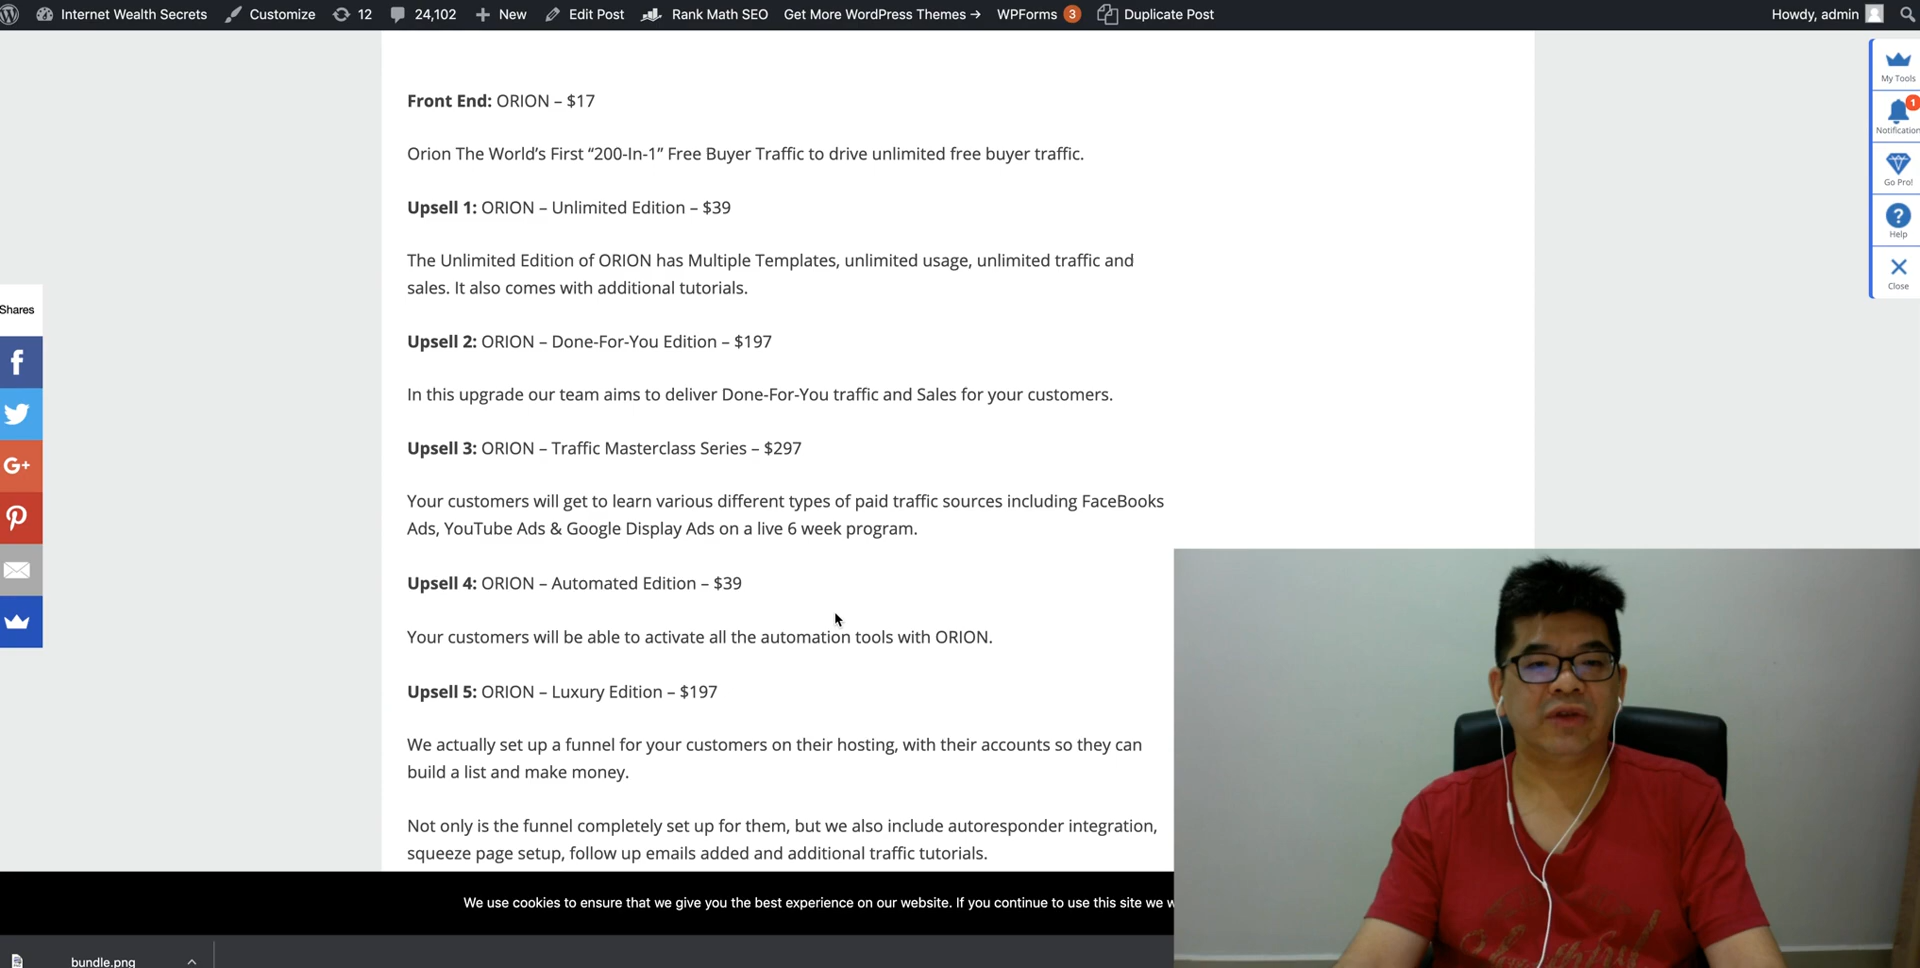 Internet Wealth Secrets Customize 12 24,102 New Edit Post Rank Math SEO Get More WordPress Themes → WPForms 3 Duplicate Post Howdy, admin
Front End: ORION – $17
Orion The World’s First “200-In-1” Free Buyer Traffic to drive unlimited free buyer traffic.
Upsell 1: ORION – Unlimited Edition – $39
The Unlimited Edition of ORION has Multiple Templates, unlimited usage, unlimited traffic and
sales. It also comes with additional tutorials.
Upsell 2: ORION – Done-For-You Edition – $197
In this upgrade our team aims to deliver Done-For-You traffic and Sales for your customers.
Upsell 3: ORION – Traffic Masterclass Series – $297
Your customers will get to learn various different types of paid traffic sources including FaceBooks
Ads, YouTube Ads & Google Display Ads on a live 6 week program.
Upsell 4: ORION – Automated Edition – $39
Your customers will be able to activate all the automation tools with ORION.
Upsell 5: ORION – Luxury Edition – $197
We actually set up a funnel for your customers on their hosting, with their accounts so they can
build a list and make money.
Not only is the funnel completely set up for them, but we also include autoresponder integration,
squeeze page setup, follow up emails added and additional traffic tutorials.
Shares
G+
My Tools
1
Notification
Go Pro!
Help
Close
We use cookies to ensure that we give you the best experience on our website. If you continue to use this site we w
bundle.png